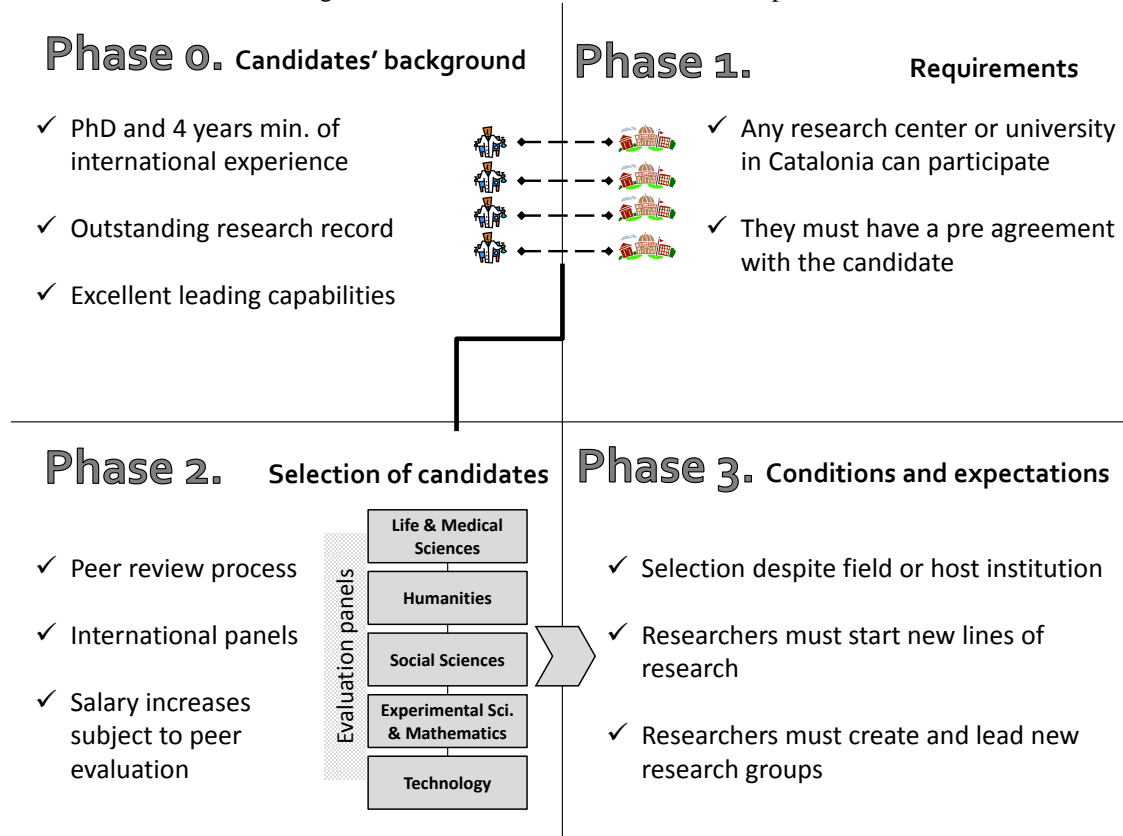 Phase 0. Candidates' background
✓ PhD and 4 years min. of
international experience
✓ Outstanding research record
✓ Excellent leading capabilities
Phase 1. Requirements
✓ Any research center or university
in Catalonia can participate
✓ They must have a pre agreement
with the candidate
Phase 2. Selection of candidates
✓ Peer review process
✓ International panels
✓ Salary increases
subject to peer
evaluation
Evaluation panels
Life & Medical
Sciences
Humanities
Social Sciences
Experimental Sci.
& Mathematics
Technology
Phase 3. Conditions and expectations
✓ Selection despite field or host institution
✓ Researchers must start new lines of
research
✓ Researchers must create and lead new
research groups